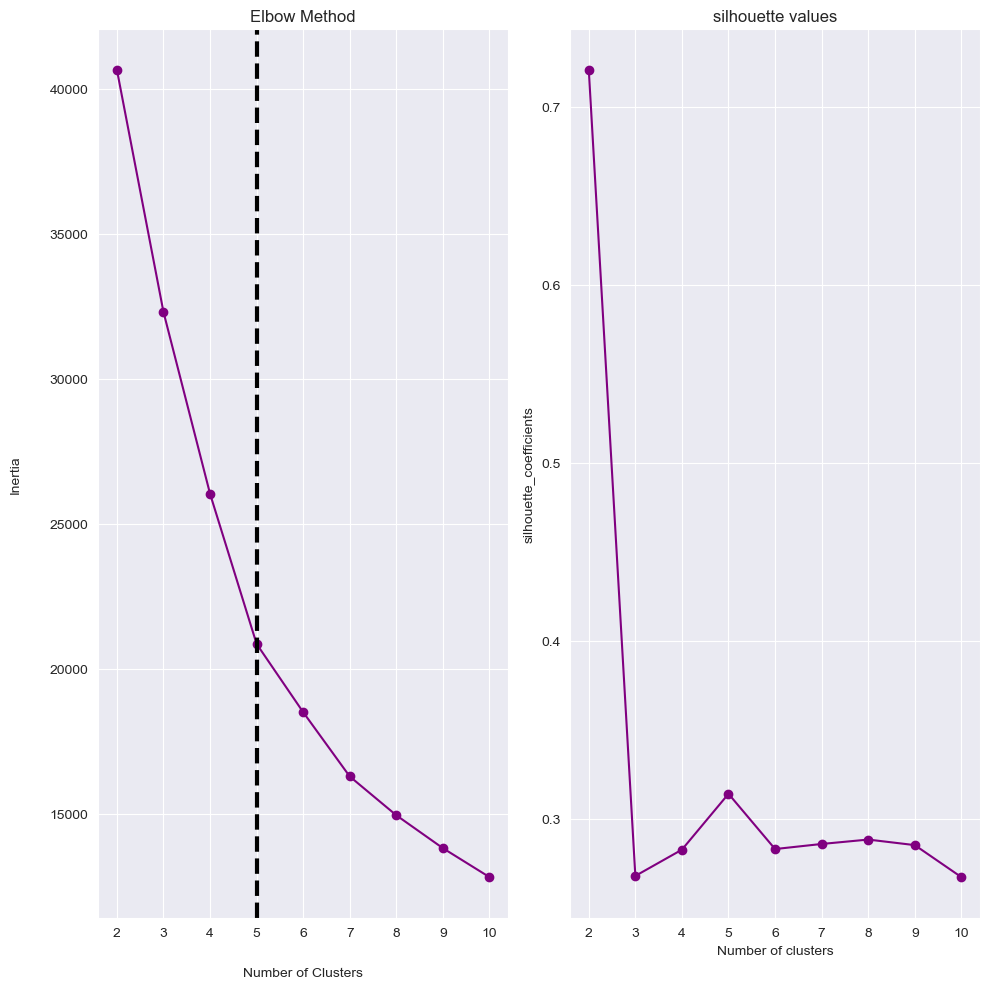 Elbow Method
40000
35000
30000
25000
20000
15000
Inertia
2 3 4 5 6 7 8 9 10
Number of Clusters
silhouette values
0.7
0.6
0.5
0.4
0.3
silhouette_coefficients
2 3 4 5 6 7 8 9 10
Number of clusters